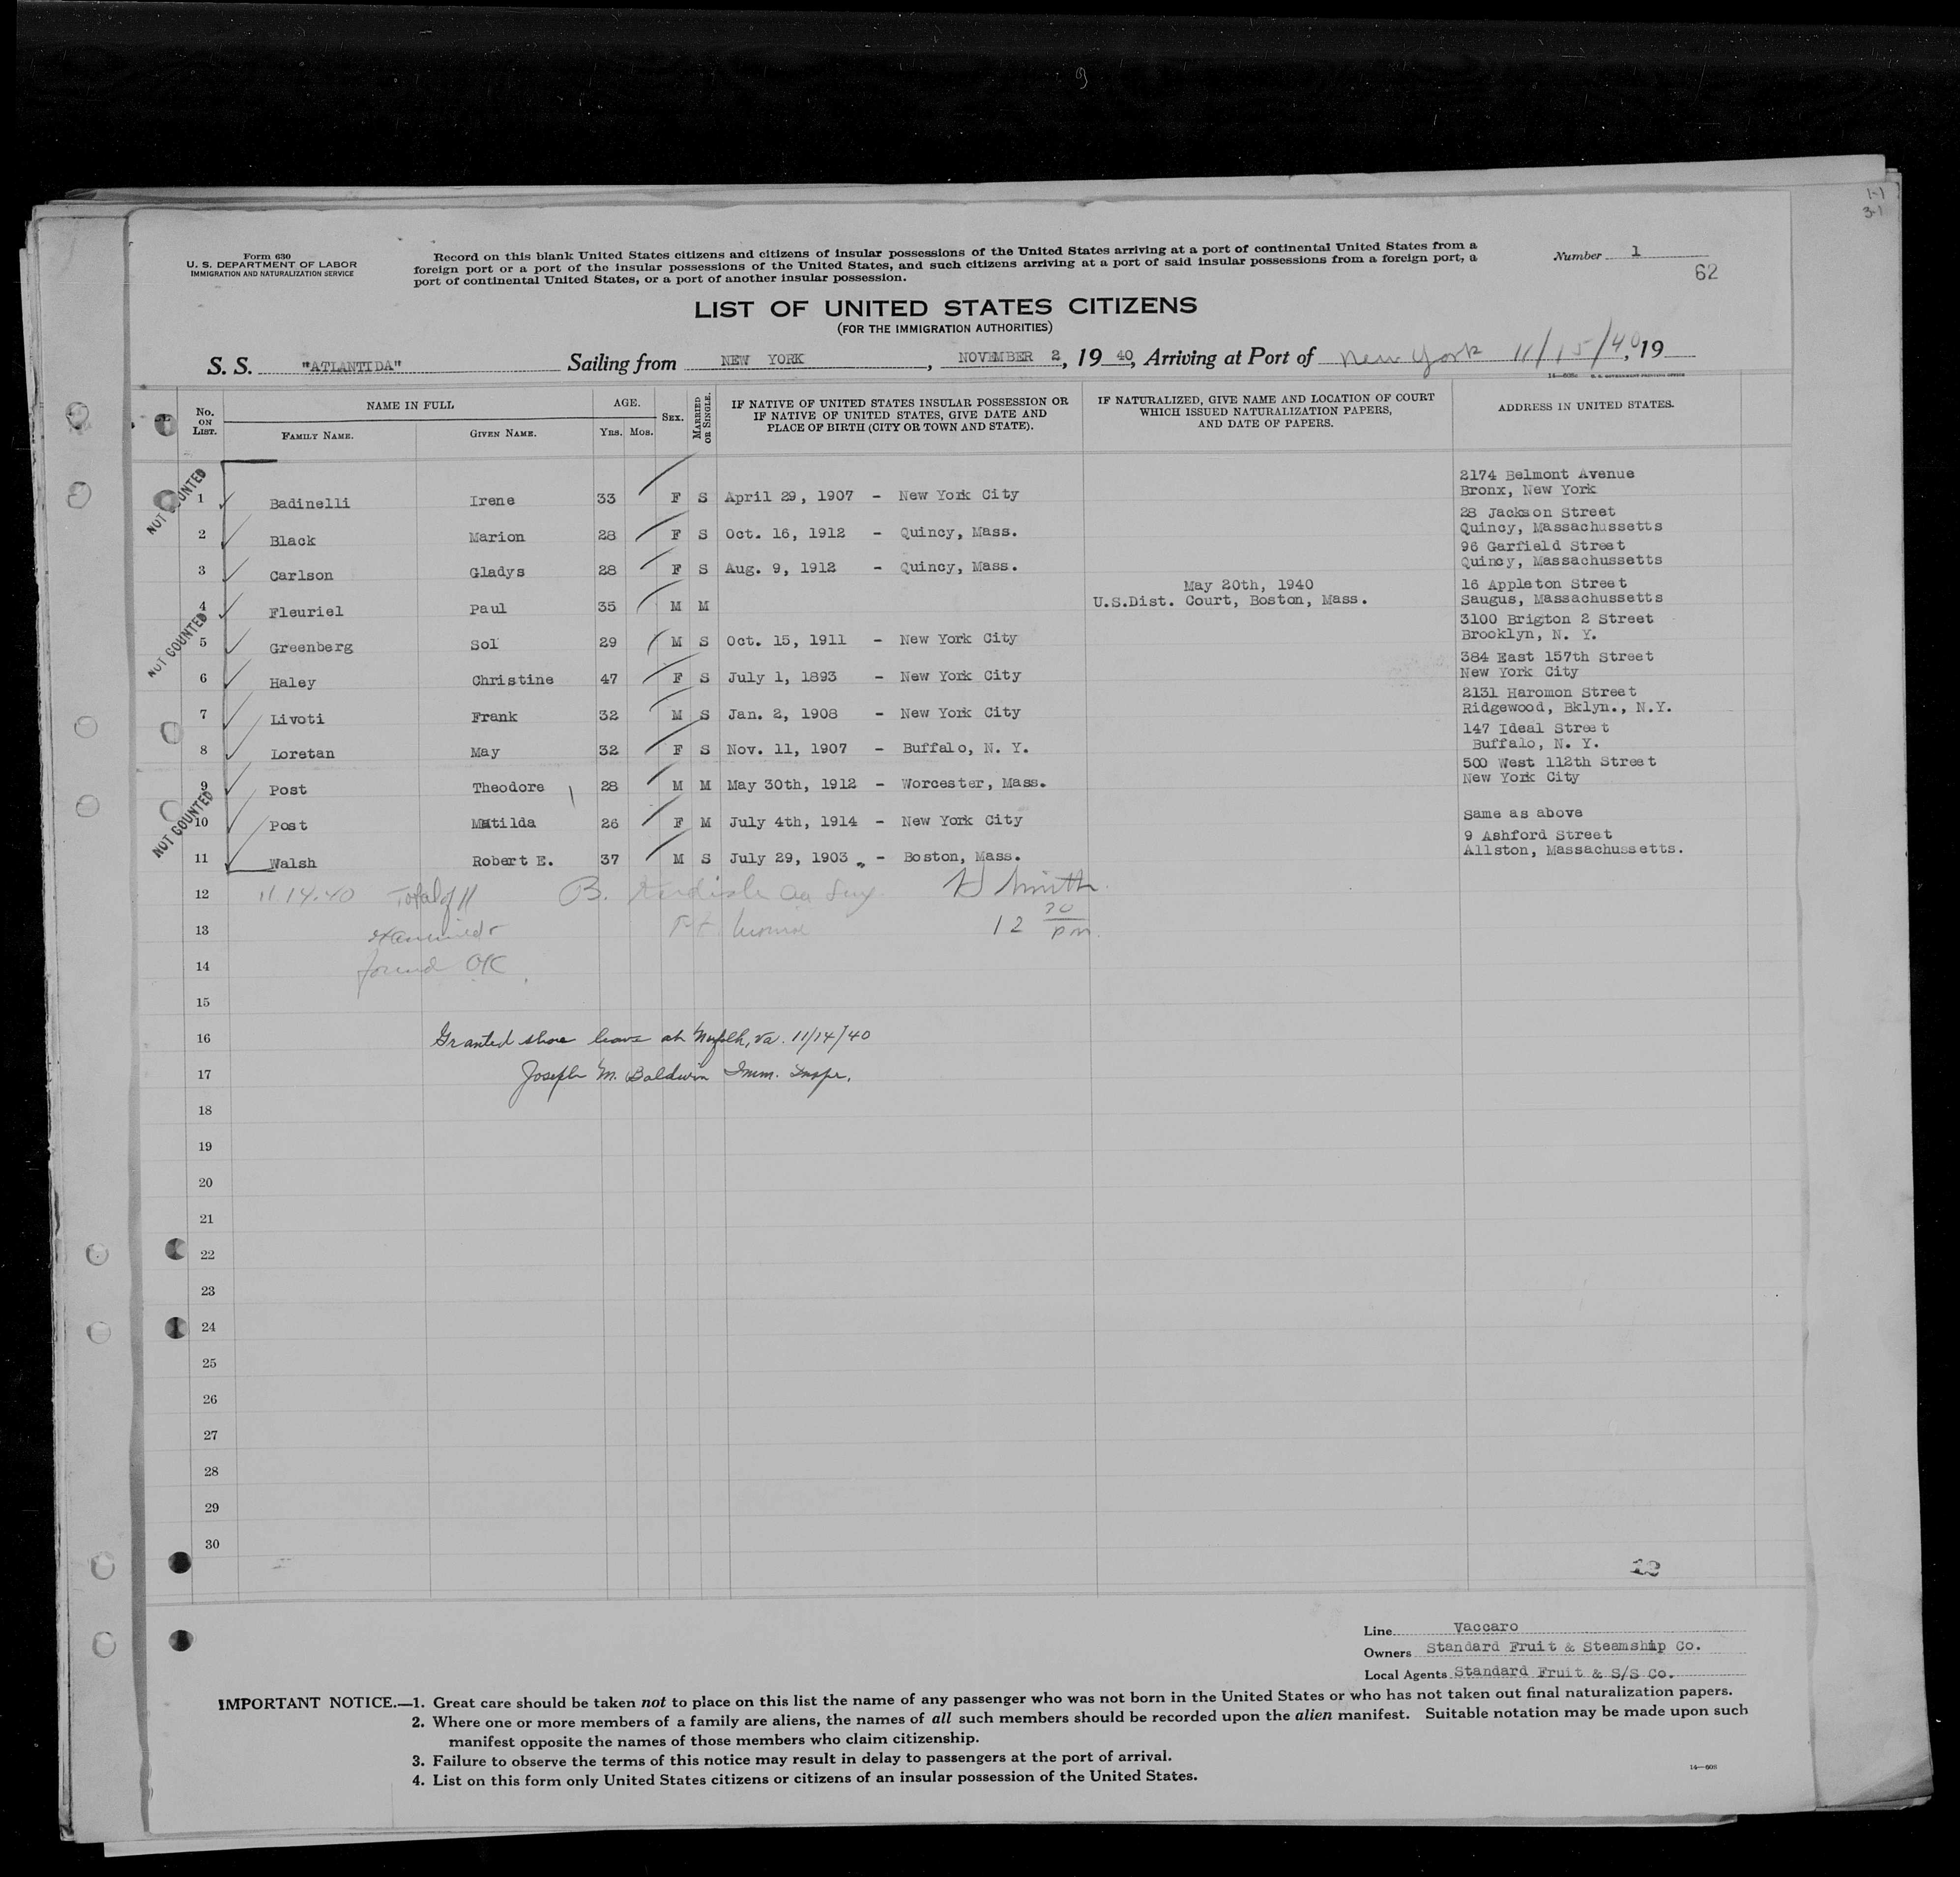 1-1
3-1
Form 630
U. S. DEPARTMENT OF LABOR
IMMIGRATION AND NATURALIZATION SERVICE
Record on this blank United States citizens and citizens of insular possessions of the United States arriving at a port of continental United States from a
foreign port or a port of the insular possessions of the United States, and such citizens arriving at a port of said insular possessions from a foreign port, a
port of continental United States, or a port of another insular possession.
Number 1
62
LIST OF UNITED STATES CITIZENS
(FOR THE IMMIGRATION AUTHORITIES)
S. S. "ATLANTIDA" Sailing from NEW YORK, NOVEMBER 2, 19 40, Arriving at Port of New York 11/15/40, 19
No. ON LIST. NAME IN FULL AGE. SEX. MARRIED OR SINGLE. IF NATIVE OF UNITED STATES INSULAR POSSESSION OR IF NATIVE OF UNITED STATES, GIVE DATE AND PLACE OF BIRTH (CITY OR TOWN AND STATE). IF NATURALIZED, GIVE NAME AND LOCATION OF COURT WHICH ISSUED NATURALIZATION PAPERS, AND DATE OF PAPERS. ADDRESS IN UNITED STATES.
FAMILY NAME. GIVEN NAME. YRS. MOS.
NOT COUNTED
1 Badinelli Irene 33 F S April 29, 1907 - New York City 2174 Belmont Avenue Bronx, New York
2 Black Marion 28 F S Oct. 16, 1912 - Quincy, Mass. 28 Jackson Street Quincy, Massachussetts
3 Carlson Gladys 28 F S Aug. 9, 1912 - Quincy, Mass. 96 Garfield Street Quincy, Massachussetts
4 Fleuriel Paul 35 M M May 20th, 1940 U.S.Dist. Court, Boston, Mass. 16 Appleton Street Saugus, Massachussetts
NOT COUNTED
5 Greenberg Sol 29 M S Oct. 15, 1911 - New York City 3100 Brigton 2 Street Brooklyn, N. Y.
6 Haley Christine 47 F S July 1, 1893 - New York City 384 East 157th Street New York City
7 Livoti Frank 32 M S Jan. 2, 1908 - New York City 2131 Haromon Street Ridgewood, Bklyn., N.Y.
8 Loretan May 32 F S Nov. 11, 1907 - Buffalo, N. Y. 147 Ideal Street Buffalo, N. Y.
9 Post Theodore 28 M M May 30th, 1912 - Worcester, Mass. 500 West 112th Street New York City
NOT COUNTED
10 Post Matilda 26 F M July 4th, 1914 - New York City Same as above
11 Walsh Robert E. 37 M S July 29, 1903 - Boston, Mass. 9 Ashford Street Allston, Massachussetts.
12 11.14.40 Total of 11 B. Smith
13 examined + 12 30 pm.
14 found OK
15
16 Granted shore leave at Norfolk, Va. 11/14/40
17 Joseph M. Baldwin Imm. Inspr.
18
19
20
21
22
23
24
25
26
27
28
29
30
Line Vaccaro
Owners Standard Fruit & Steamship Co.
Local Agents Standard Fruit & S/S Co.
IMPORTANT NOTICE.—1. Great care should be taken not to place on this list the name of any passenger who was not born in the United States or who has not taken out final naturalization papers.
2. Where one or more members of a family are aliens, the names of all such members should be recorded upon the alien manifest. Suitable notation may be made upon such
manifest opposite the names of those members who claim citizenship.
3. Failure to observe the terms of this notice may result in delay to passengers at the port of arrival.
4. List on this form only United States citizens or citizens of an insular possession of the United States.